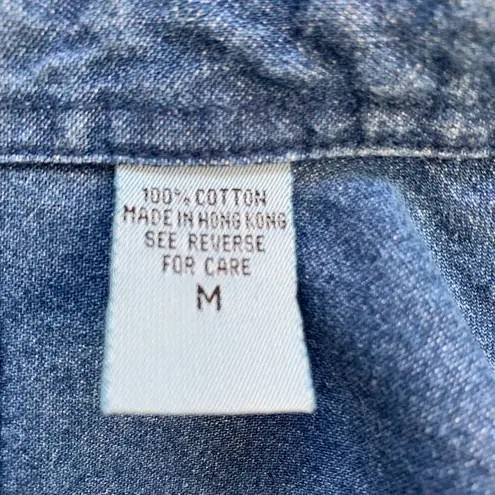 100% COTTON
MADE IN HONG KONG
SEE REVERSE
FOR CARE
M